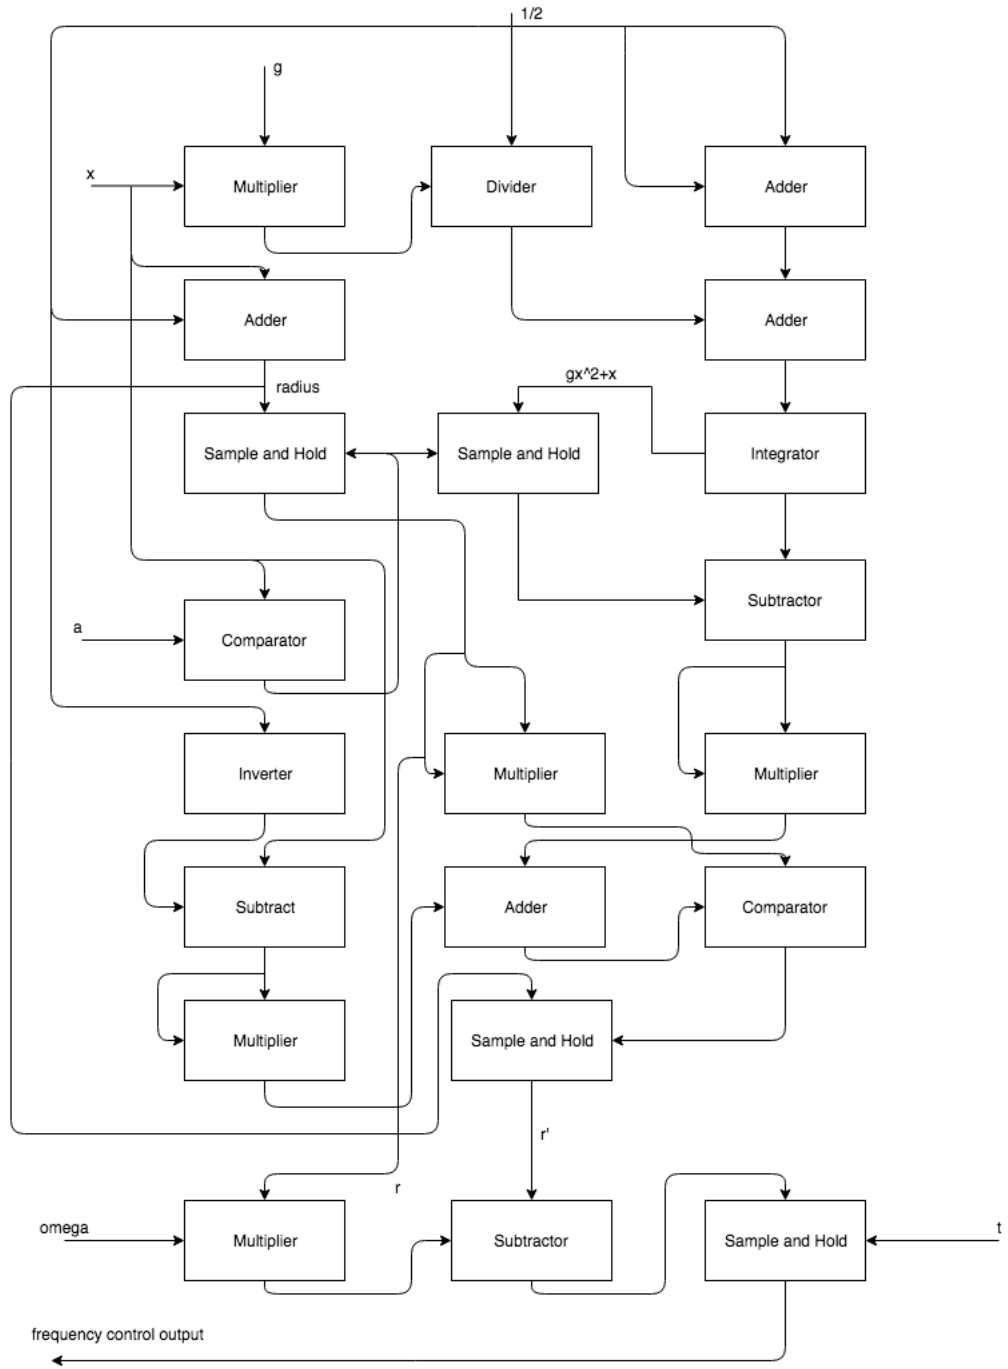 1/2
g
x
Multiplier
Divider
Adder
Adder
Adder
radius
gx^2+x
Sample and Hold
Sample and Hold
Integrator
Subtractor
a
Comparator
Inverter
Multiplier
Multiplier
Subtract
Adder
Comparator
Multiplier
Sample and Hold
r'
r
omega
Multiplier
Subtractor
Sample and Hold
t
frequency control output